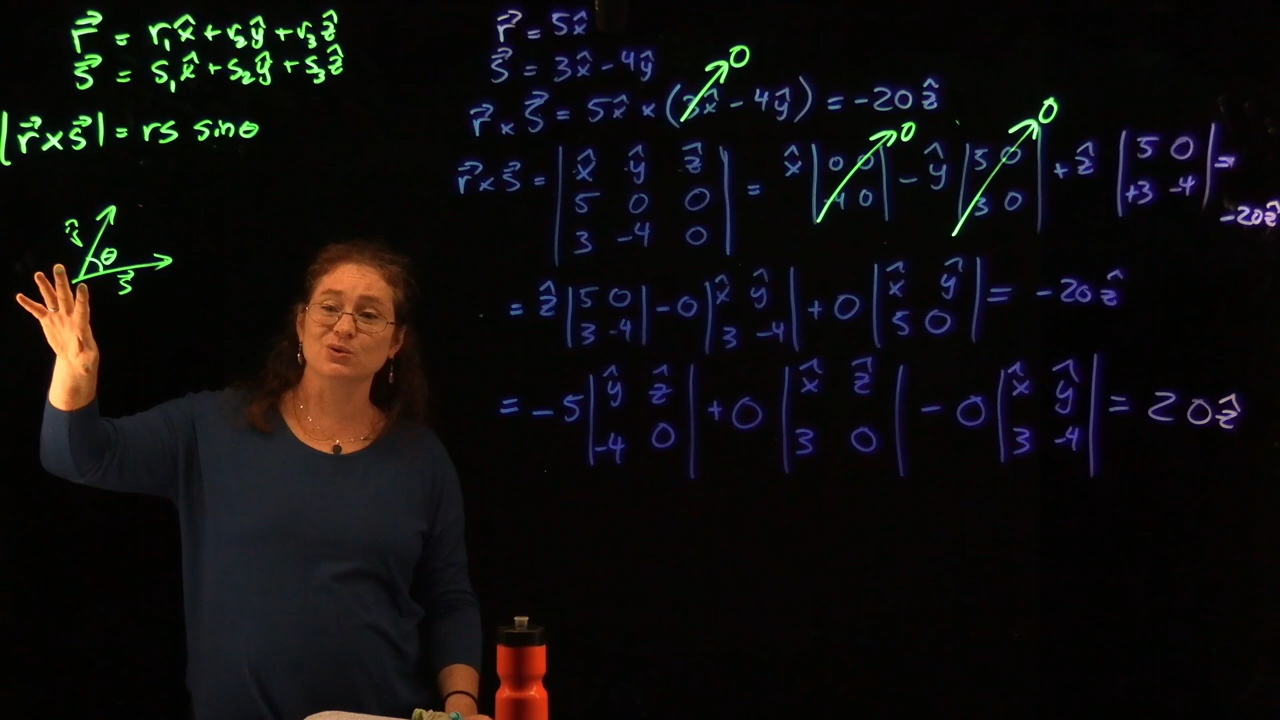 r⃗ = r₁x̂ + r₂ŷ + r₃ẑ
s⃗ = s₁x̂ + s₂ŷ + s₃ẑ
|r⃗ × s⃗| = rs sinθ
r⃗ θ s⃗
r⃗ = 5x̂
s⃗ = 3x̂ - 4ŷ
r⃗ × s⃗ = 5x̂ × (3x̂ - 4ŷ) = -20ẑ
0
r⃗ × s⃗ = |x̂ ŷ ẑ; 5 0 0; 3 -4 0| = x̂ |0 0; -4 0| - ŷ |5 0; 3 0| + ẑ |5 0; +3 -4| = -20ẑ
0 0
= ẑ |5 0; 3 -4| - 0 |x̂ ŷ; 3 -4| + 0 |x̂ ŷ; 5 0| = -20ẑ
= -5 |ŷ ẑ; -4 0| + 0 |x̂ ẑ; 3 0| - 0 |x̂ ŷ; 3 -4| = 20ẑ